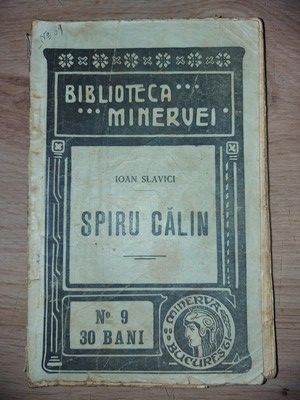 BIBLIOTECA
MINERVEI
IOAN SLAVICI
SPIRU CĂLIN
No 9
30 BANI
MINERVA
BUCUREȘTI